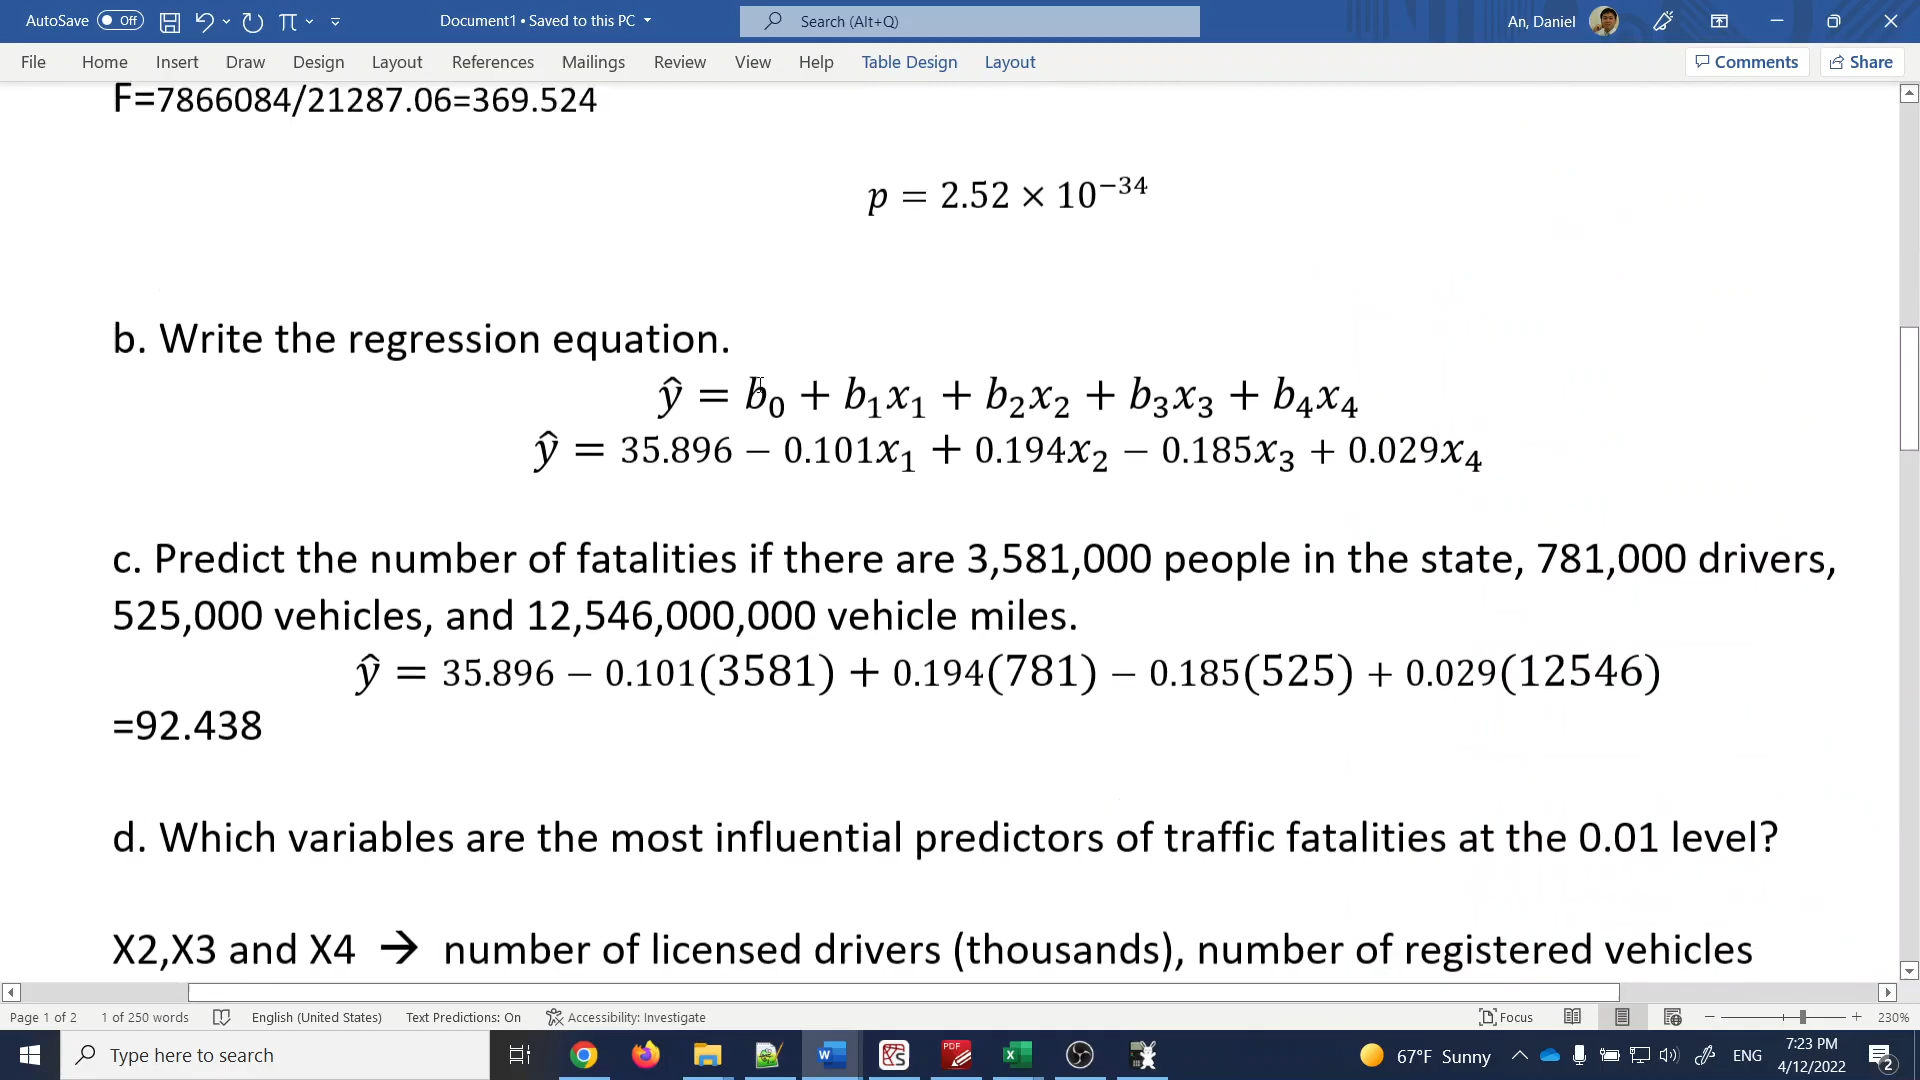 AutoSave Off Document1 • Saved to this PC Search (Alt+Q) An, Daniel
File Home Insert Draw Design Layout References Mailings Review View Help Table Design Layout Comments Share
F=7866084/21287.06=369.524
p = 2.52 × 10⁻³⁴
b. Write the regression equation.
ŷ = b₀ + b₁x₁ + b₂x₂ + b₃x₃ + b₄x₄
ŷ = 35.896 − 0.101x₁ + 0.194x₂ − 0.185x₃ + 0.029x₄
c. Predict the number of fatalities if there are 3,581,000 people in the state, 781,000 drivers,
525,000 vehicles, and 12,546,000,000 vehicle miles.
ŷ = 35.896 − 0.101(3581) + 0.194(781) − 0.185(525) + 0.029(12546)
=92.438
d. Which variables are the most influential predictors of traffic fatalities at the 0.01 level?
X2,X3 and X4 → number of licensed drivers (thousands), number of registered vehicles
Page 1 of 2 1 of 250 words English (United States) Text Predictions: On Accessibility: Investigate Focus 230%
Type here to search PDF 67°F Sunny ENG 7:23 PM
4/12/2022 2